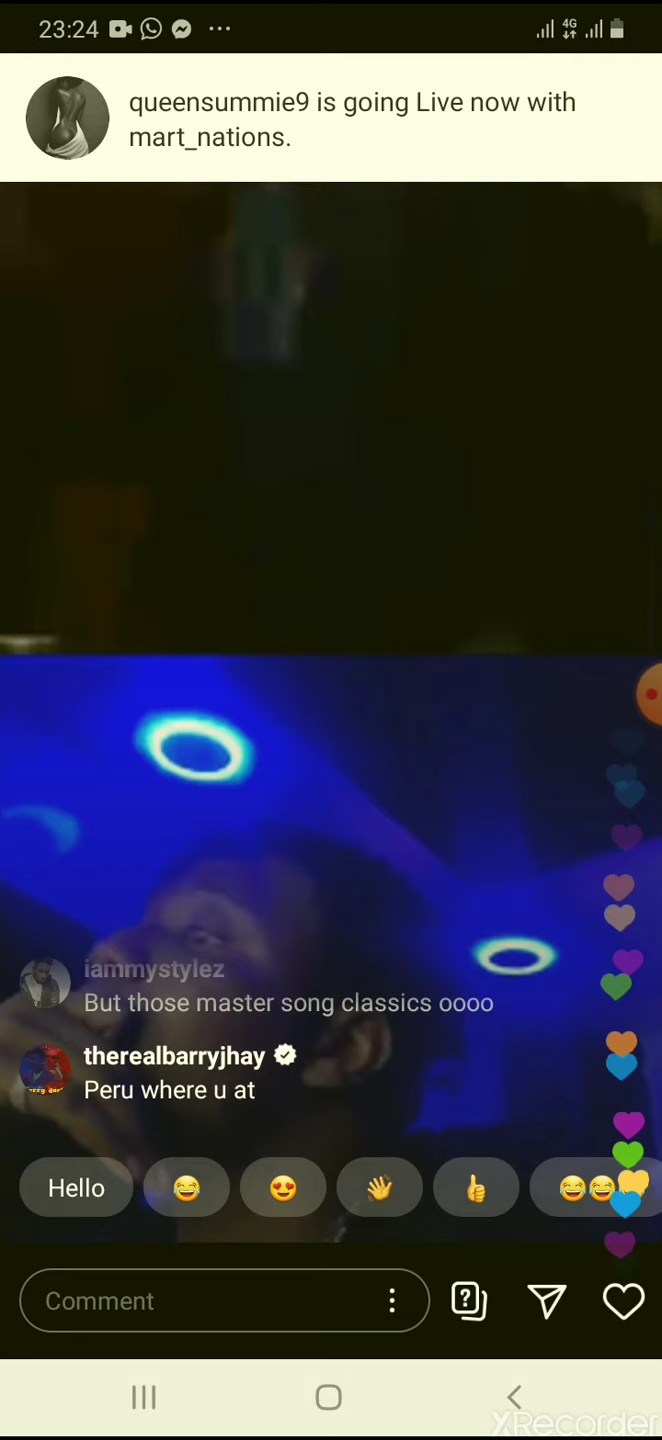 23:24
4G
queensummie9 is going Live now with
mart_nations.
iammystylez
But those master song classics oooo
therealbarryjhay
Peru where u at
Hello
Comment
XRecorder